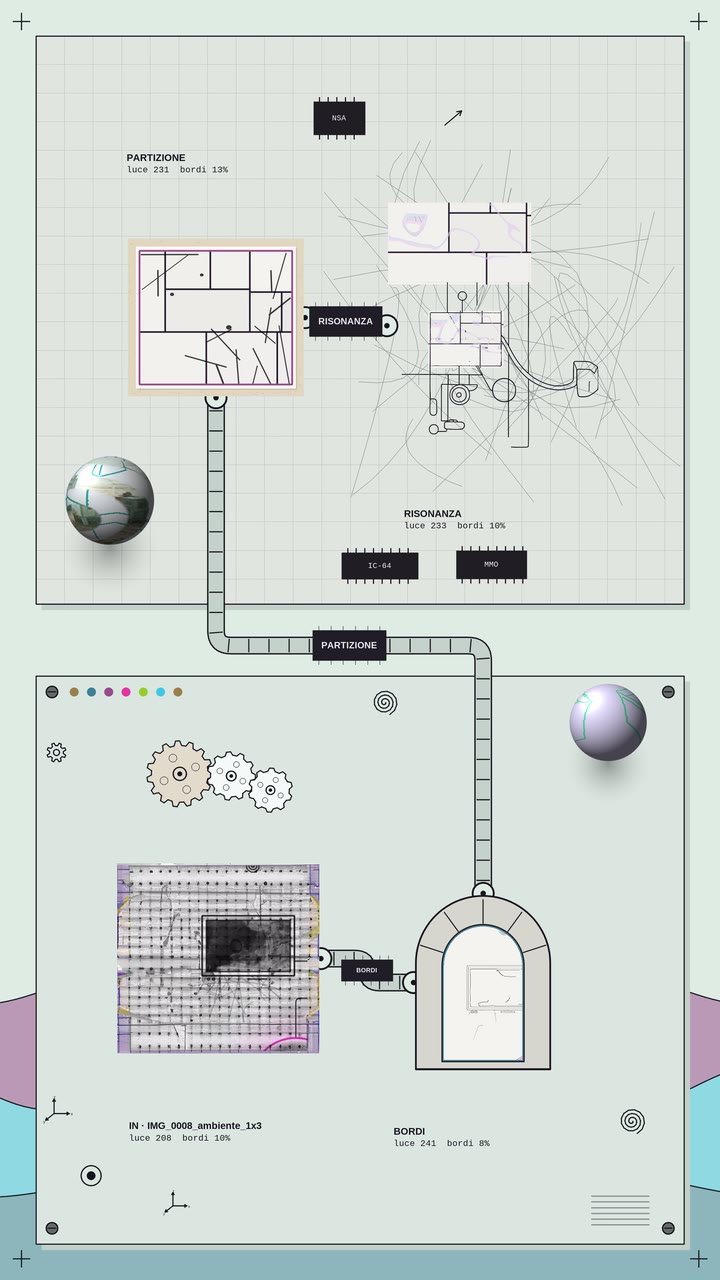 NSA
PARTIZIONE
luce 231  bordi 13%
RISONANZA
RISONANZA
luce 233  bordi 10%
IC-64
MMO
PARTIZIONE
BORDI
IN · IMG_0008_ambiente_1x3
luce 208  bordi 10%
BORDI
luce 241  bordi 8%